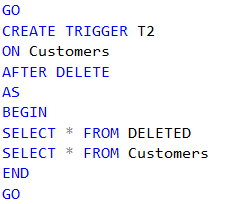 GO
CREATE TRIGGER T2
ON Customers
AFTER DELETE
AS
BEGIN
SELECT * FROM DELETED
SELECT * FROM Customers
END
GO